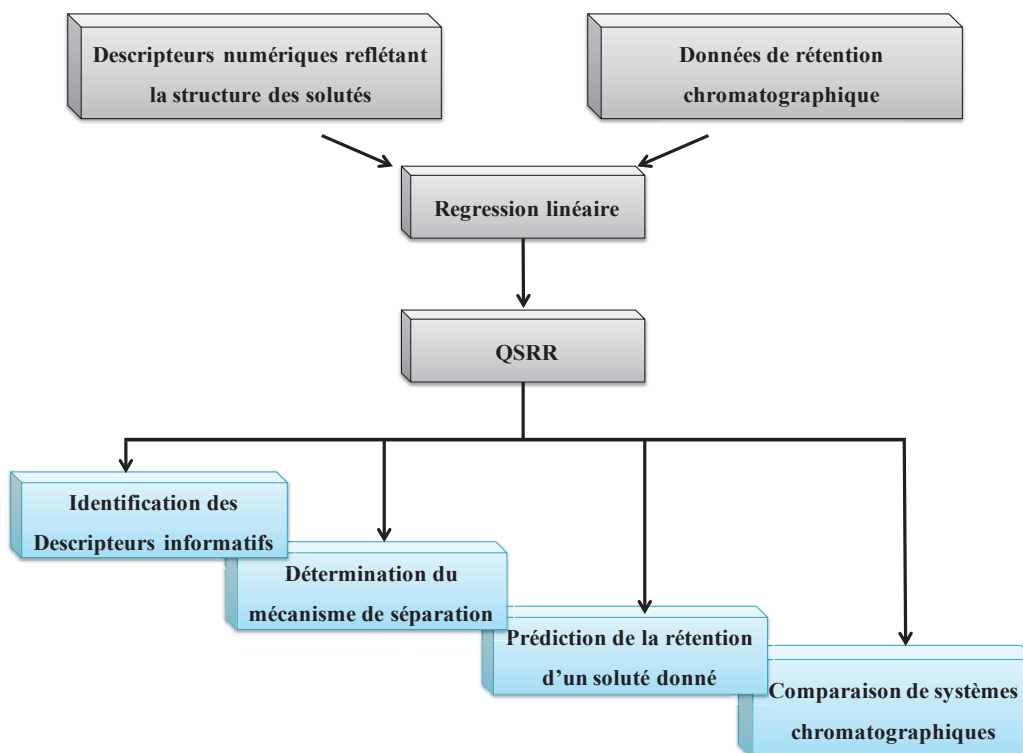 Descripteurs numériques reflétant
la structure des solutés
Données de rétention
chromatographique
Regression linéaire
QSRR
Identification des
Descripteurs informatifs
Détermination du
mécanisme de séparation
Prédiction de la rétention
d’un soluté donné
Comparaison de systèmes
chromatographiques